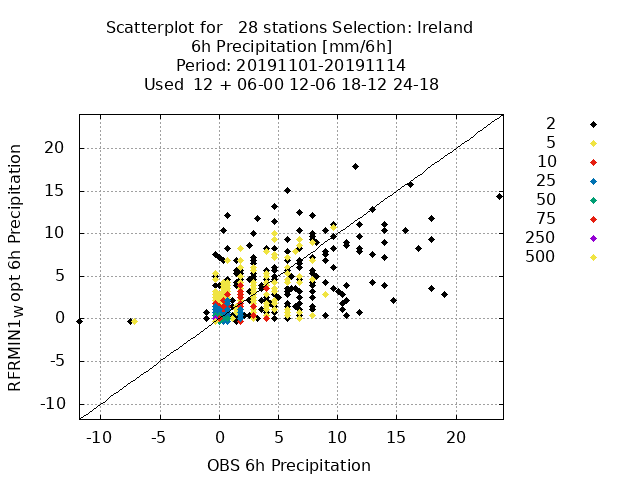 Scatterplot for   28 stations Selection: Ireland
6h Precipitation [mm/6h]
Period: 20191101-20191114
Used  12 + 06-00 12-06 18-12 24-18
RFRMIN1_W opt 6h Precipitation
20
15
10
5
0
-5
-10
-10 -5 0 5 10 15 20
OBS 6h Precipitation
2
5
10
25
50
75
250
500